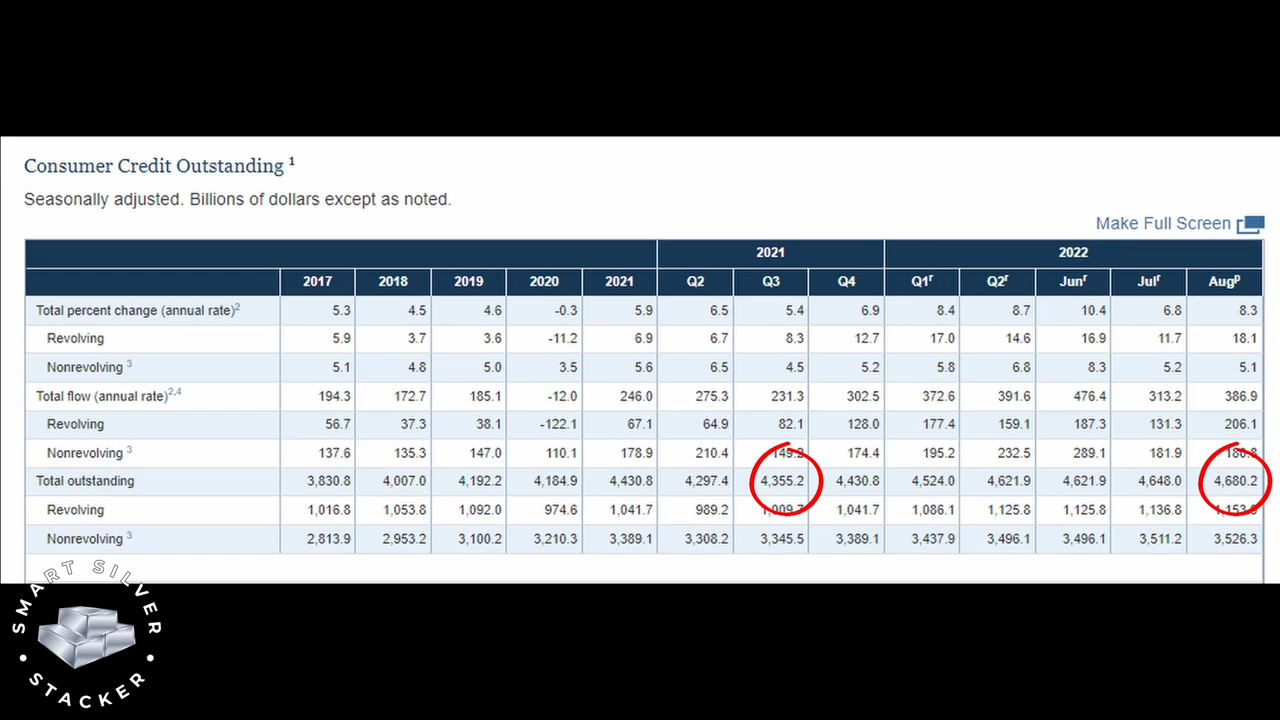 Consumer Credit Outstanding 1
Seasonally adjusted. Billions of dollars except as noted.
Make Full Screen
2021 2022
2017 2018 2019 2020 2021 Q2 Q3 Q4 Q1r Q2r Junr Julr Augp
Total percent change (annual rate)2 5.3 4.5 4.6 -0.3 5.9 6.5 5.4 6.9 8.4 8.7 10.4 6.8 8.3
Revolving 5.9 3.7 3.6 -11.2 6.9 6.7 8.3 12.7 17.0 14.6 16.9 11.7 18.1
Nonrevolving 3 5.1 4.8 5.0 3.5 5.6 6.5 4.5 5.2 5.8 6.8 8.3 5.2 5.1
Total flow (annual rate)2,4 194.3 172.7 185.1 -12.0 246.0 275.3 231.3 302.5 372.6 391.6 476.4 313.2 386.9
Revolving 56.7 37.3 38.1 -122.1 67.1 64.9 82.1 128.0 177.4 159.1 187.3 131.3 206.1
Nonrevolving 3 137.6 135.3 147.0 110.1 178.9 210.4 149.2 174.4 195.2 232.5 289.1 181.9 180.8
Total outstanding 3,830.8 4,007.0 4,192.2 4,184.9 4,430.8 4,297.4 4,355.2 4,430.8 4,524.0 4,621.9 4,621.9 4,648.0 4,680.2
Revolving 1,016.8 1,053.8 1,092.0 974.6 1,041.7 989.2 1,009.7 1,041.7 1,086.1 1,125.8 1,125.8 1,136.8
Nonrevolving 3 2813.9 2,953.2 3,100.2 3,210.3 3,389.1 3,308.2 3,345.5 3,389.1 3,437.9 3,496.1 3,496.1 3,511.2 3,526.3
SMART SILVER
STACKER